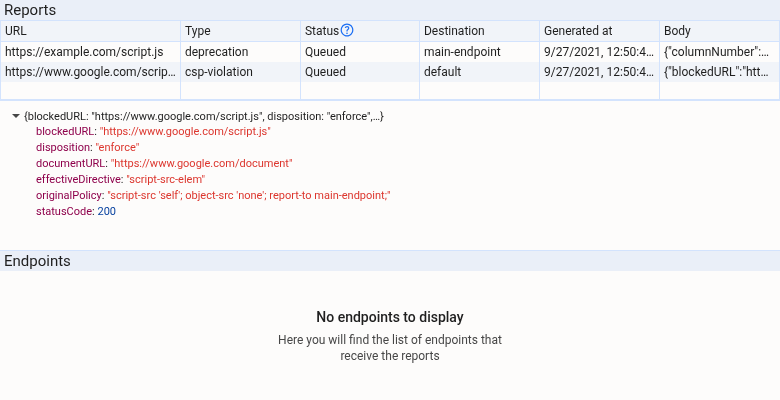 Reports
URL Type Status Destination Generated at Body
https://example.com/script.js deprecation Queued main-endpoint 9/27/2021, 12:50:4... {"columnNumber":...
https://www.google.com/scrip... csp-violation Queued default 9/27/2021, 12:50:4... {"blockedURL":"htt...
{blockedURL: "https://www.google.com/script.js", disposition: "enforce",...}
blockedURL: "https://www.google.com/script.js"
disposition: "enforce"
documentURL: "https://www.google.com/document"
effectiveDirective: "script-src-elem"
originalPolicy: "script-src 'self'; object-src 'none'; report-to main-endpoint;"
statusCode: 200
Endpoints
No endpoints to display
Here you will find the list of endpoints that
receive the reports